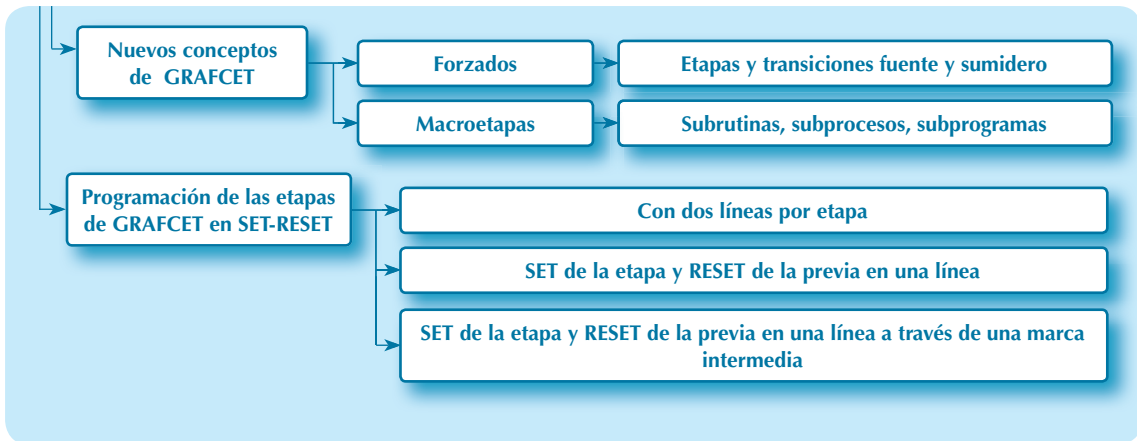 Nuevos conceptos
de GRAFCET
Forzados
Etapas y transiciones fuente y sumidero
Macroetapas
Subrutinas, subprocesos, subprogramas
Programación de las etapas
de GRAFCET en SET-RESET
Con dos líneas por etapa
SET de la etapa y RESET de la previa en una línea
SET de la etapa y RESET de la previa en una línea a través de una marca
intermedia